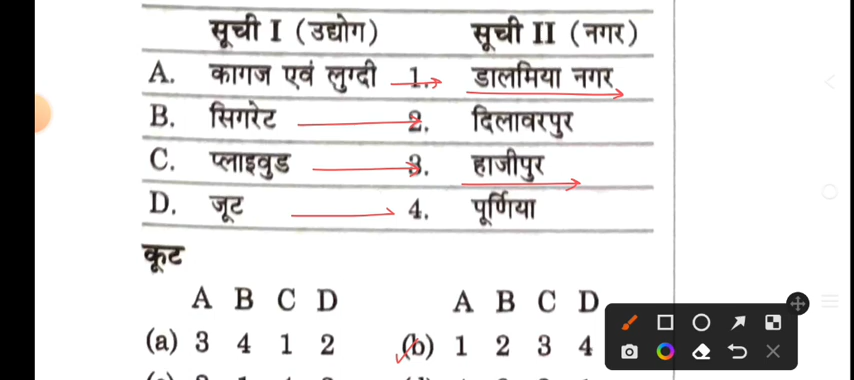 सूची I (उद्योग) सूची II (नगर)
A. कागज एवं लुग्दी 1. डालमिया नगर
B. सिगरेट 2. दिलावरपुर
C. प्लाइवुड 3. हाजीपुर
D. जूट 4. पूर्णिया
कूट
A B C D A B C D
(a) 3 4 1 2 (b) 1 2 3 4